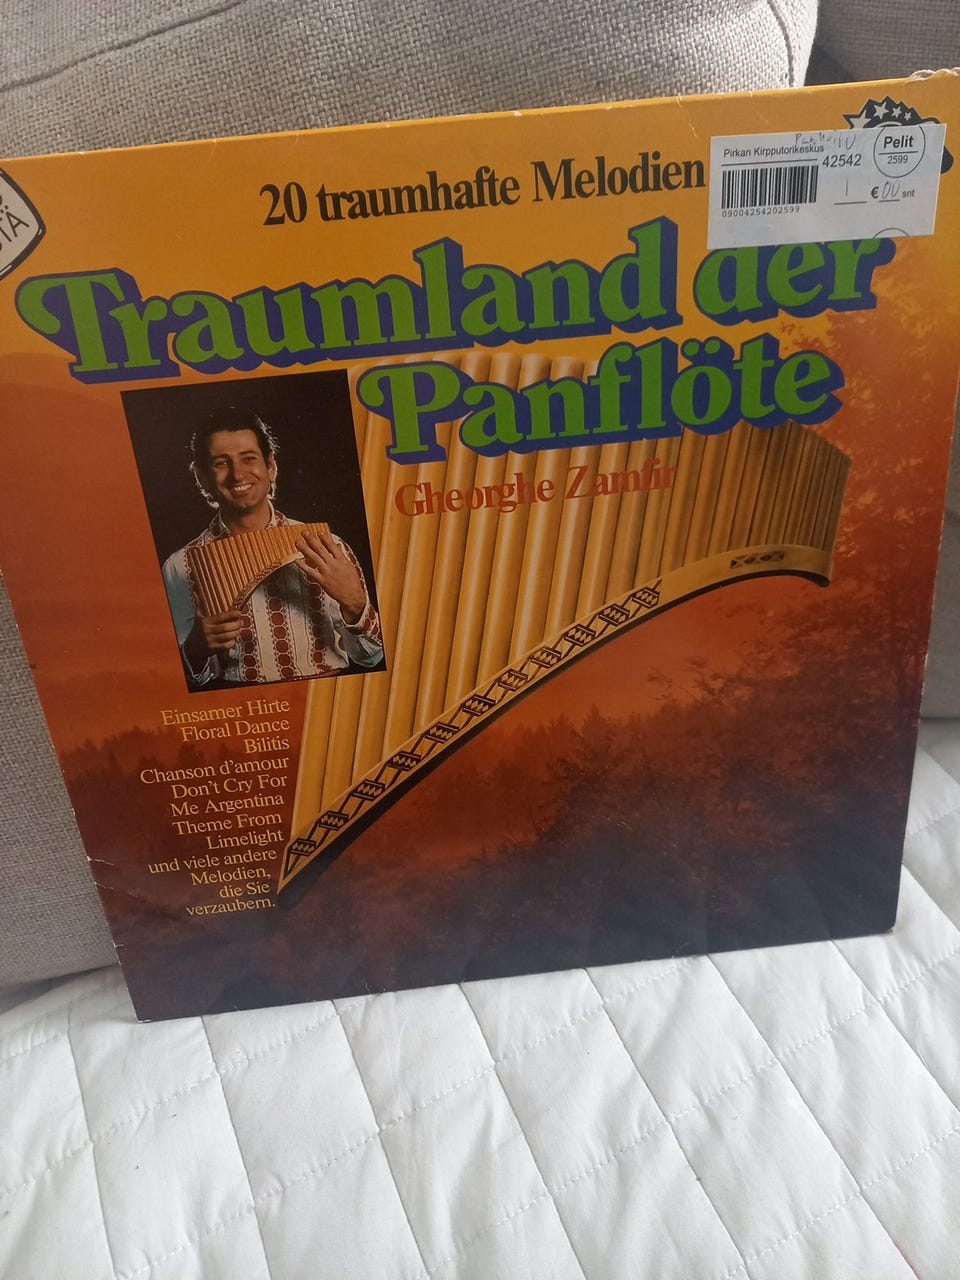 20 traumhafte Melodien
Traumland der
Panflöte
Gheorghe Zamfir
Einsamer Hirte
Floral Dance
Bilitis
Chanson d'amour
Don't Cry For
Me Argentina
Theme From
Limelight
und viele andere
Melodien,
die Sie
verzaubern.
Pirkan Kirpputorikeskus
42542
Pelit
2599
09004254202599
1 € 00 snt